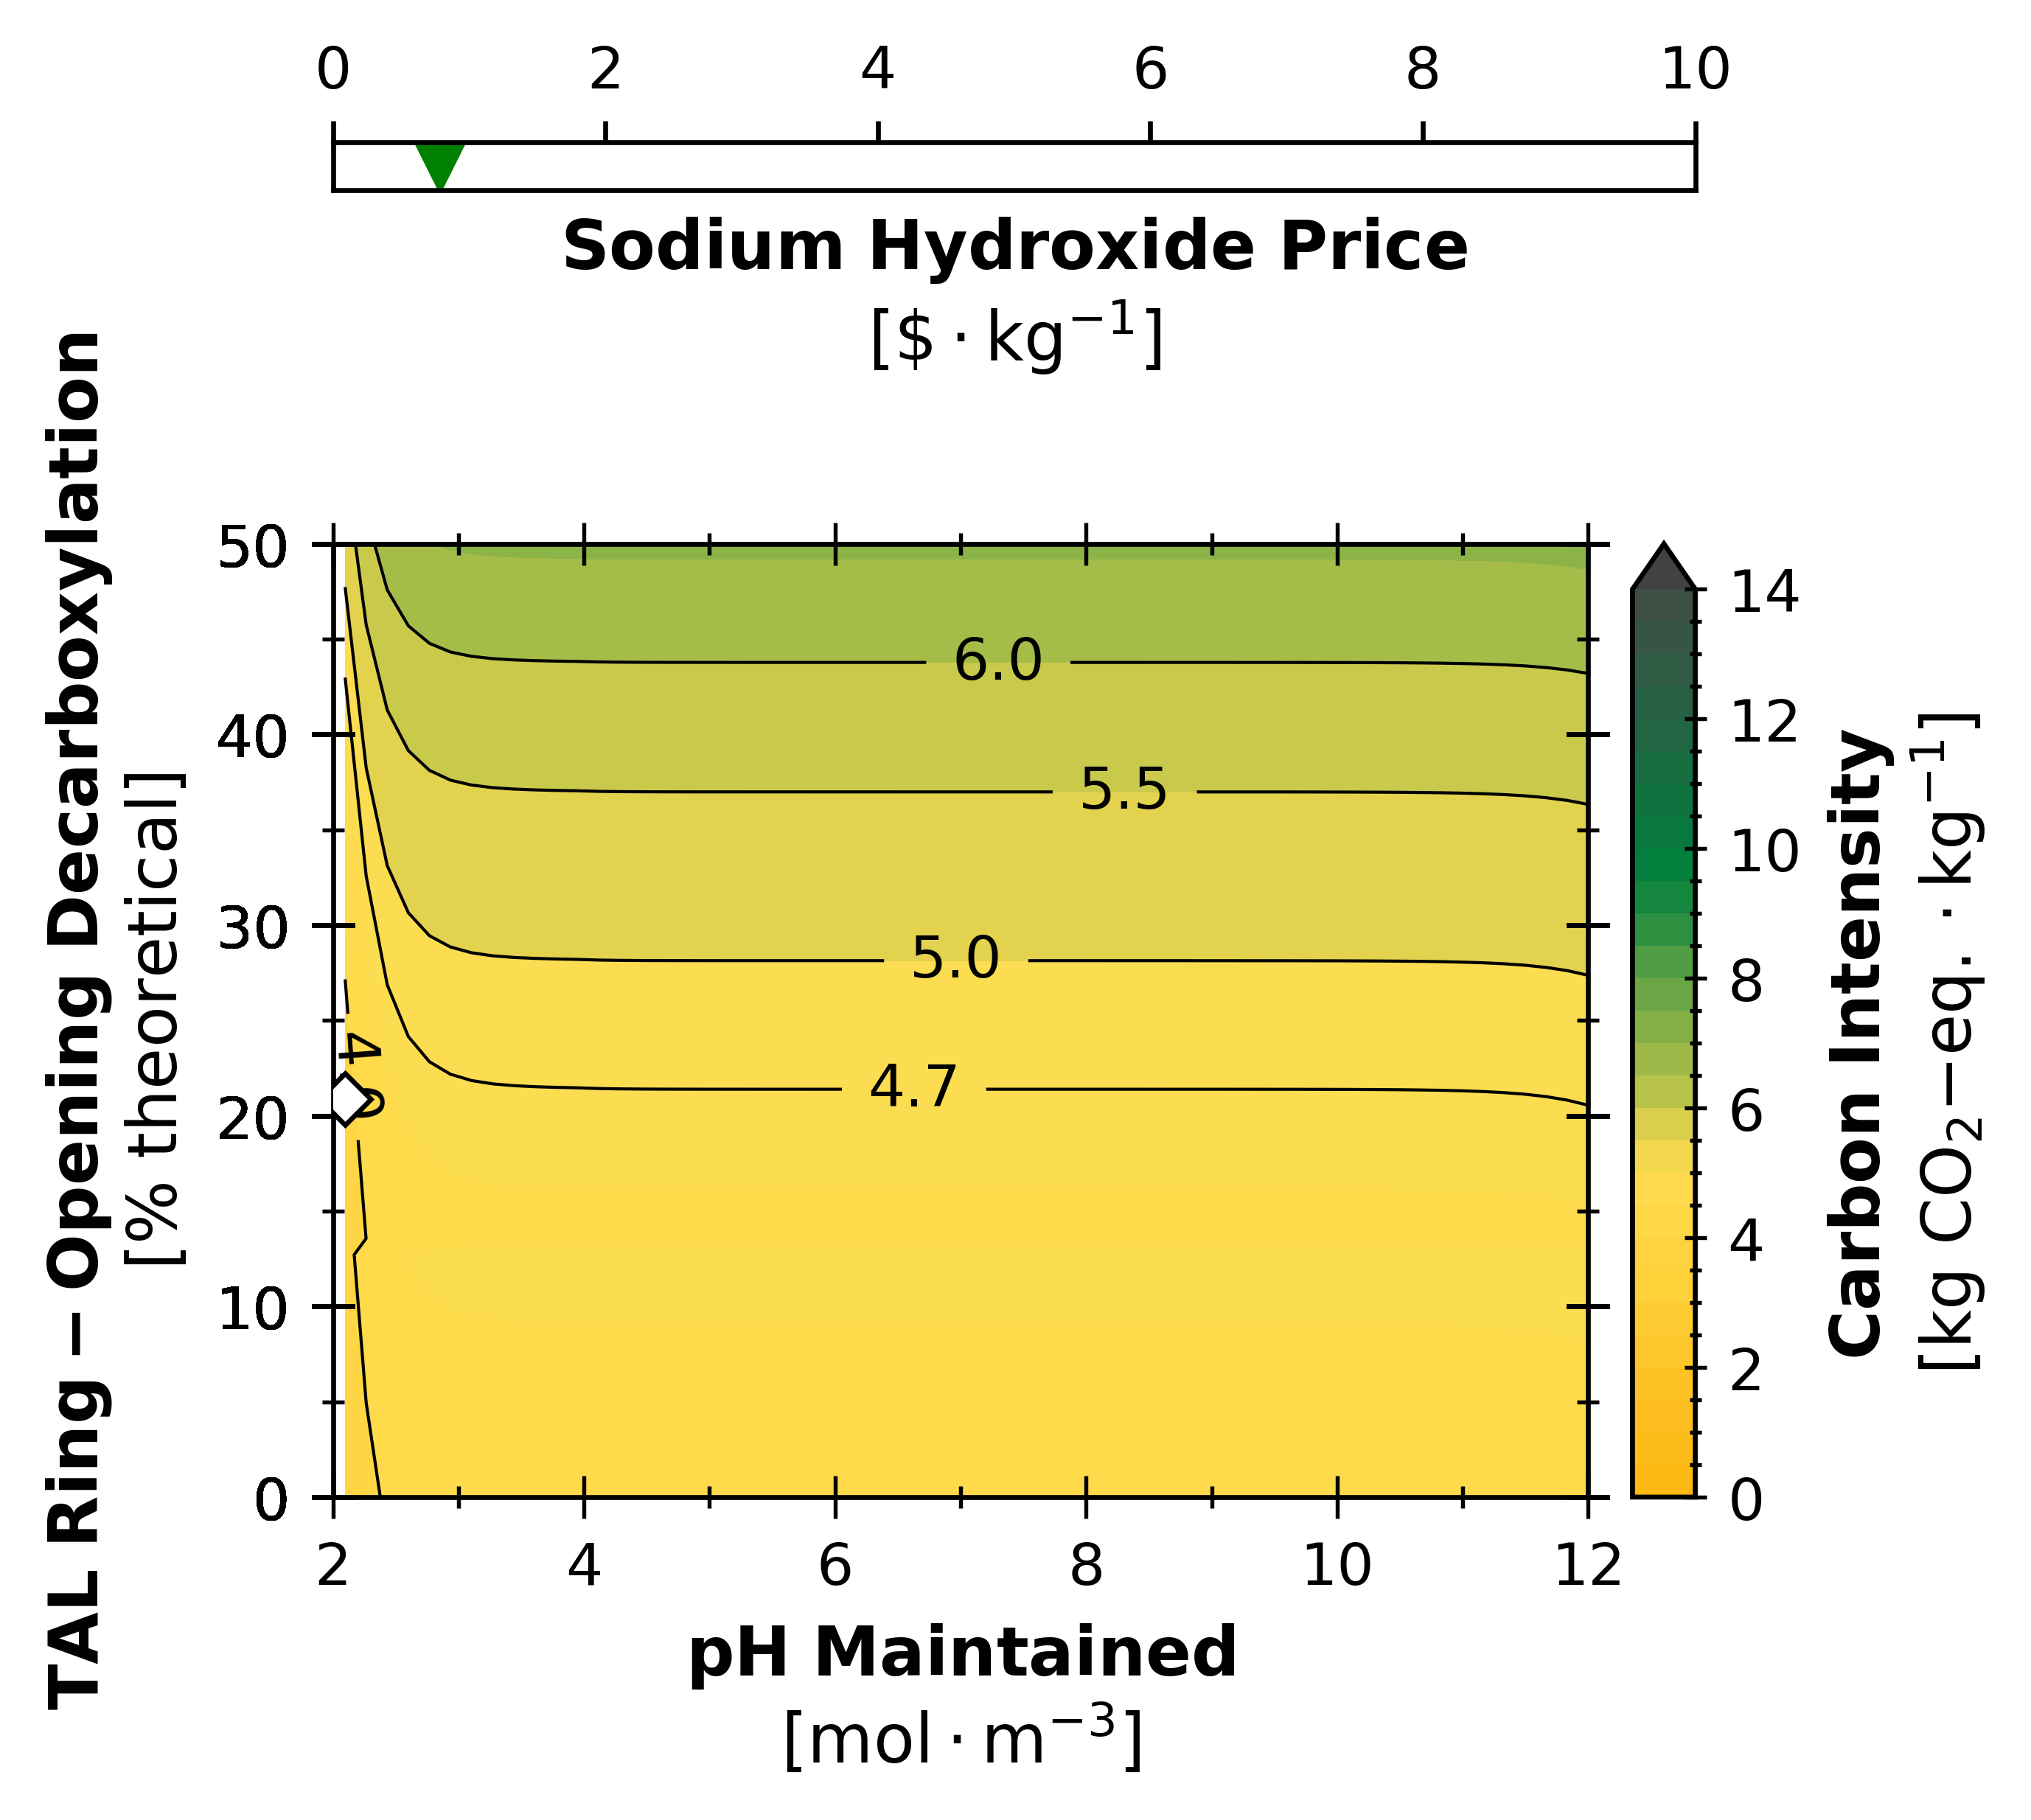 0 2 4 6 8 10
Sodium Hydroxide Price
[$ · kg⁻¹]
TAL Ring − Opening Decarboxylation
[% theoretical]
50
40
30
20
10
0
6.0
5.5
5.0
4.7
2 4 6 8 10 12
pH Maintained
[mol · m⁻³]
14
12
10
8
6
4
2
0
Carbon Intensity
[kg CO₂−eq. · kg⁻¹]